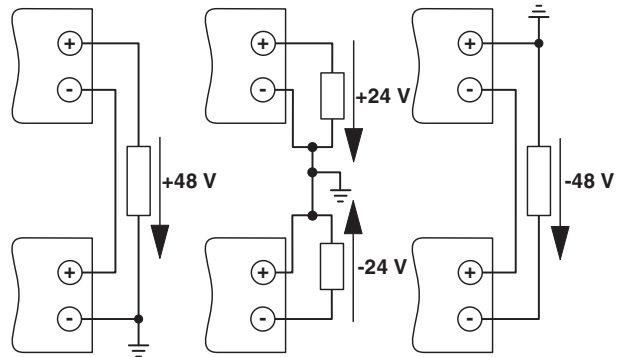 + + +
- - -
+24 V
+48 V -48 V
-24 V
+ + +
- - -